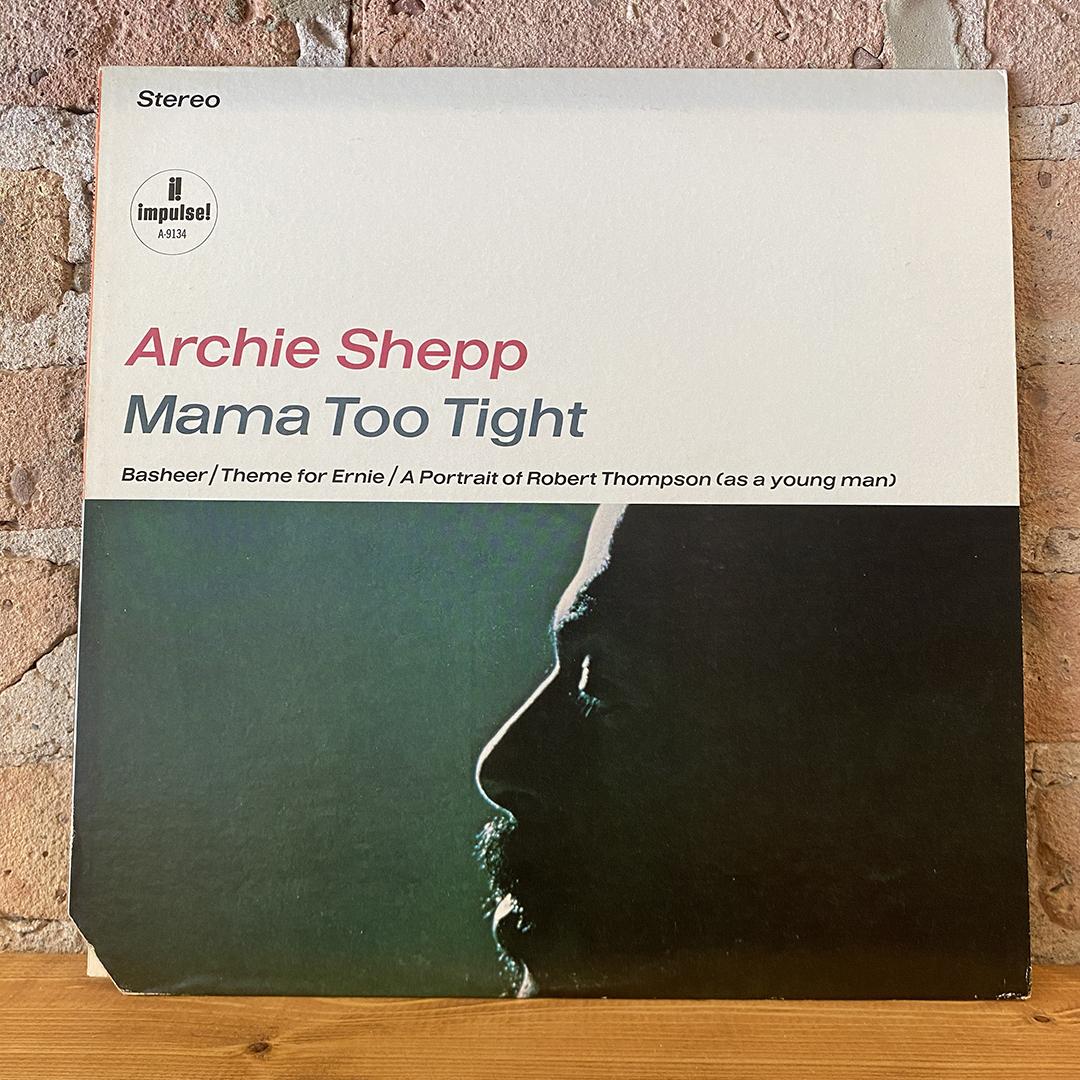 Stereo
i!
impulse!
A-9134
Archie Shepp
Mama Too Tight
Basheer/Theme for Ernie/A Portrait of Robert Thompson (as a young man)